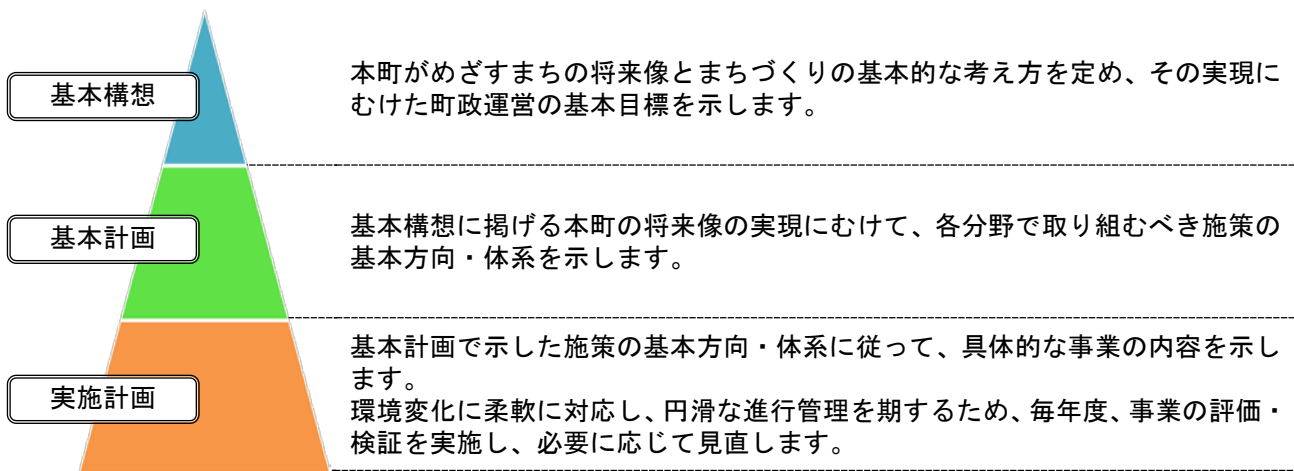 基本構想
本町がめざすまちの将来像とまちづくりの基本的な考え方を定め、その実現に
むけた町政運営の基本目標を示します。
基本計画
基本構想に掲げる本町の将来像の実現にむけて、各分野で取り組むべき施策の
基本方向・体系を示します。
実施計画
基本計画で示した施策の基本方向・体系に従って、具体的な事業の内容を示し
ます。
環境変化に柔軟に対応し、円滑な進行管理を期するため、毎年度、事業の評価・
検証を実施し、必要に応じて見直します。